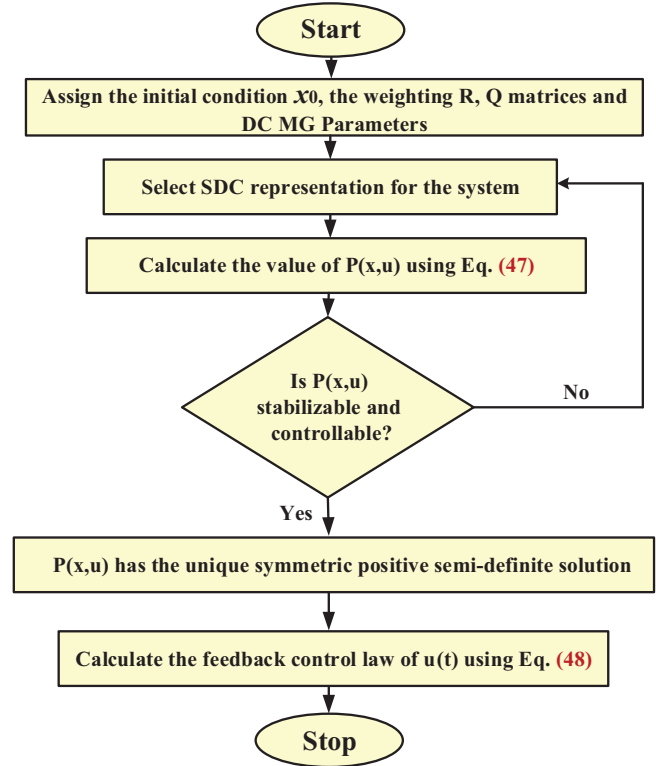 Start
Assign the initial condition x0, the weighting R, Q matrices and
DC MG Parameters
Select SDC representation for the system
Calculate the value of P(x,u) using Eq. (47)
Is P(x,u)
stabilizable and
controllable?
No
Yes
P(x,u) has the unique symmetric positive semi-definite solution
Calculate the feedback control law of u(t) using Eq. (48)
Stop